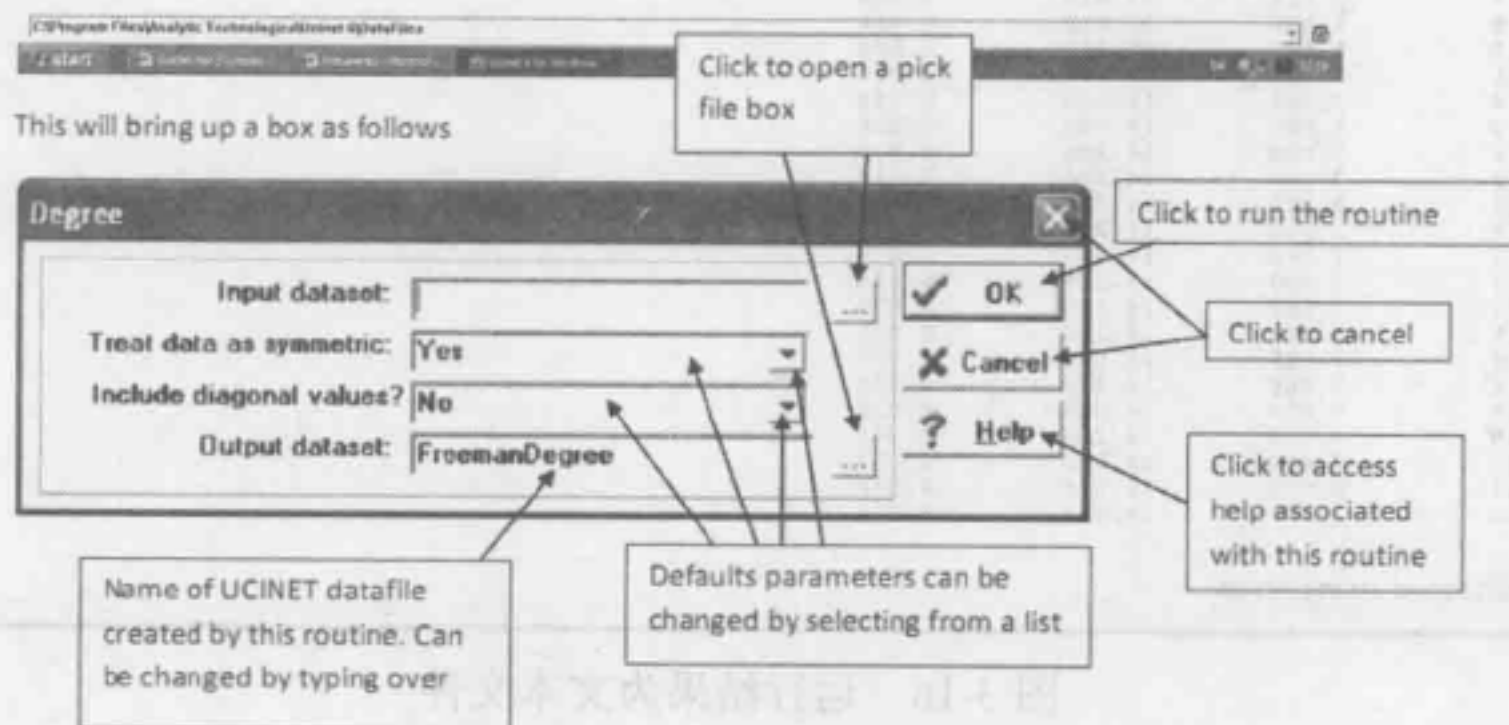 This will bring up a box as follows
Click to open a pick
file box
Degree
Click to run the routine
Input dataset:
...
OK
Treat data as symmetric:
Yes
Cancel
Click to cancel
Include diagonal values?
No
Help
Output dataset:
FreemanDegree
...
Click to access
help associated
with this routine
Name of UCINET datafile
created by this routine. Can
be changed by typing over
Defaults parameters can be
changed by selecting from a list